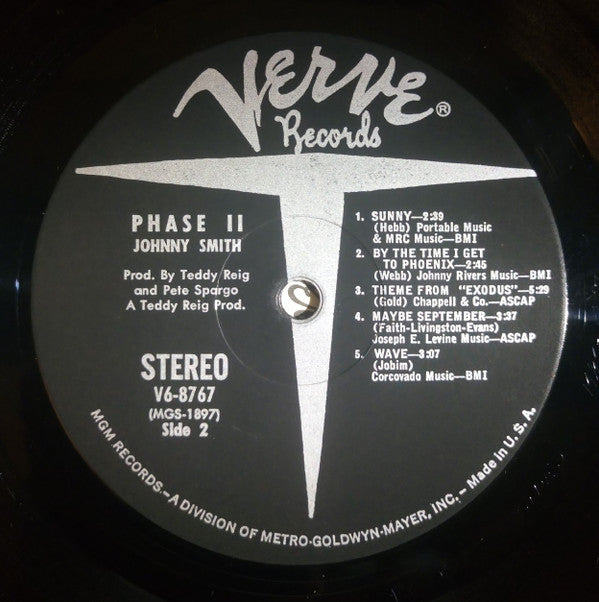 VERVE®
Records
PHASE II
JOHNNY SMITH
Prod. By Teddy Reig
and Pete Spargo
A Teddy Reig Prod.
STEREO
V6-8767
(MGS-1897)
Side 2
1. SUNNY—2:39
(Hebb) Portable Music
& MRC Music—BMI
2. BY THE TIME I GET
TO PHOENIX—2:45
(Webb) Johnny Rivers Music—BMI
3. THEME FROM "EXODUS"—5:29
(Gold) Chappell & Co.—ASCAP
4. MAYBE SEPTEMBER—3:37
(Faith-Livingston-Evans)
Joseph E. Levine Music—ASCAP
5. WAVE—3:07
(Jobim)
Corcovado Music—BMI
MGM RECORDS—A DIVISION OF METRO-GOLDWYN-MAYER, INC. – Made in U.S.A.